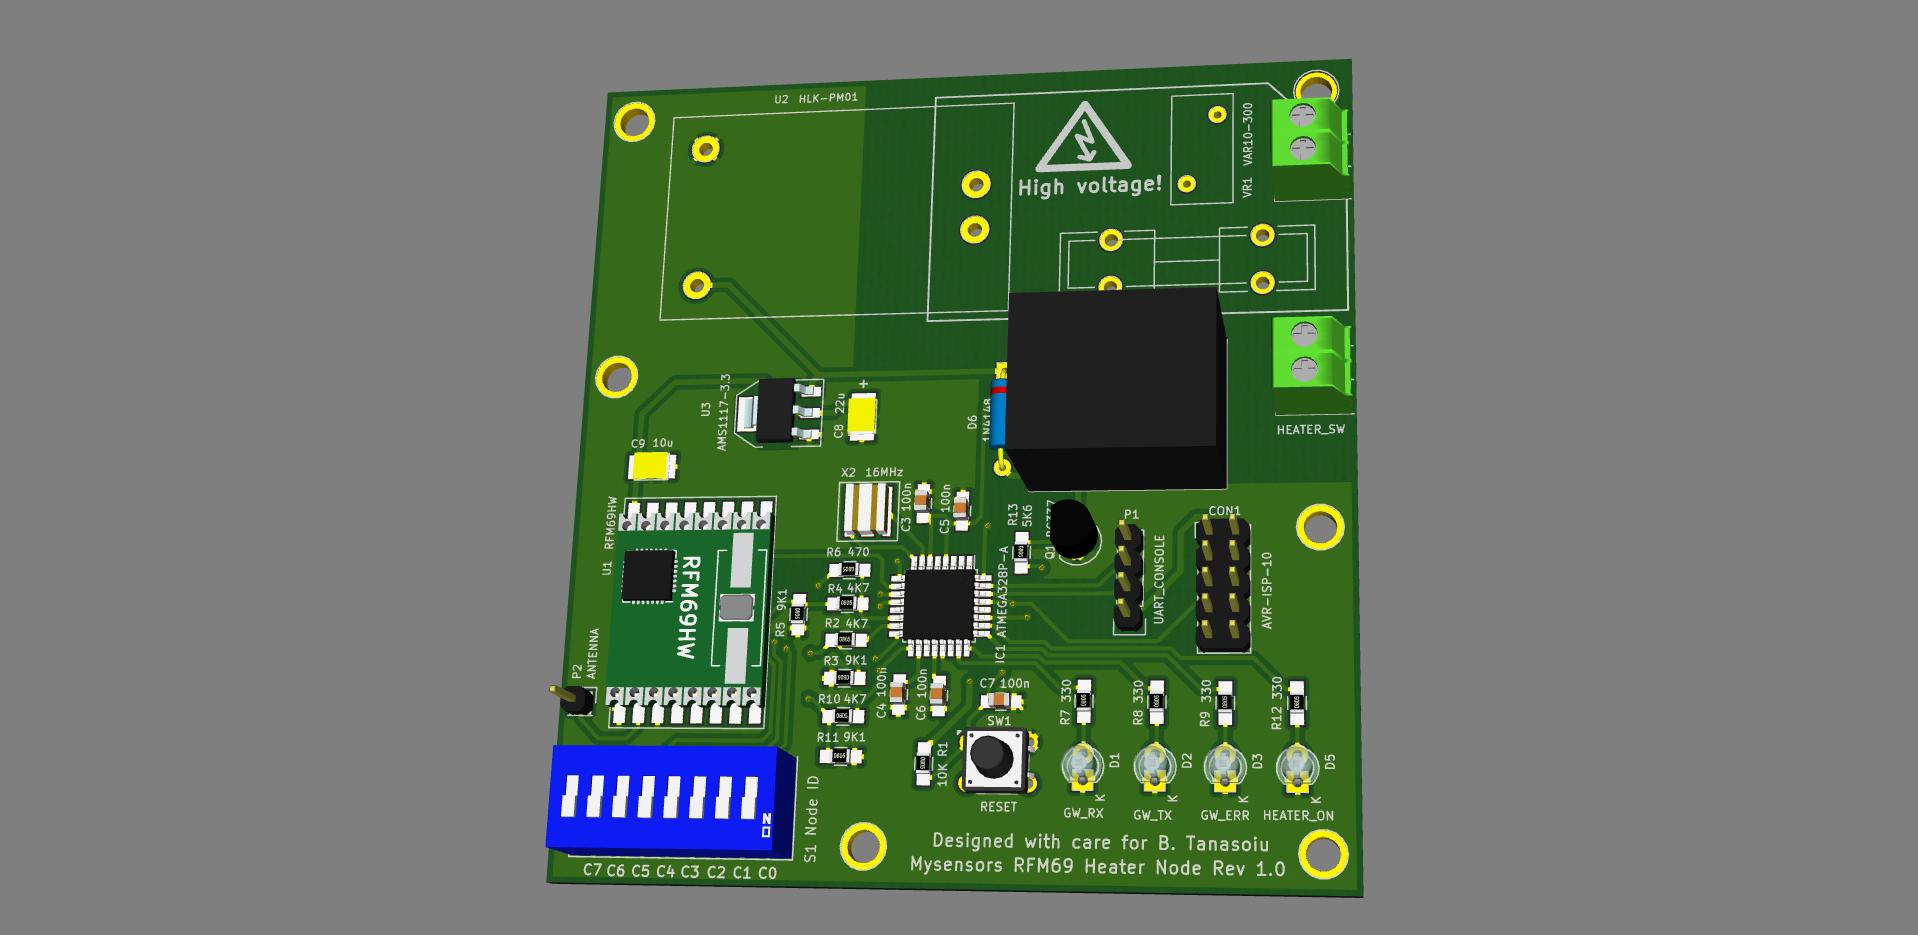 U2 HLK-PM01
High voltage!
VR1 VAR10-300
U3
AMS1117-3.3
C8 22u
+
D6
1N4148
HEATER_SW
C9 10u
X2 16MHz
C3 100n
C5 100n
R13
5K6
Q1
P1
UART_CONSOLE
CON1
AVR-ISP-10
U1 RFM69HW
RFM69HW
R6 470
R4 4K7
R5 9K1
R2 4K7
R3 9K1
R10 4K7
R11 9K1
IC1 ATMEGA328P-A
C4 100n
C6 100n
C7 100n
P2
ANTENNA
SW1
R1
10K
RESET
R7 330
R8 330
R9 330
R12 330
D1
D2
D3
D5
K
K
K
K
GW_RX
GW_TX
GW_ERR
HEATER_ON
ON
S1 Node ID
C7 C6 C5 C4 C3 C2 C1 C0
Designed with care for B. Tanasoiu
Mysensors RFM69 Heater Node Rev 1.0